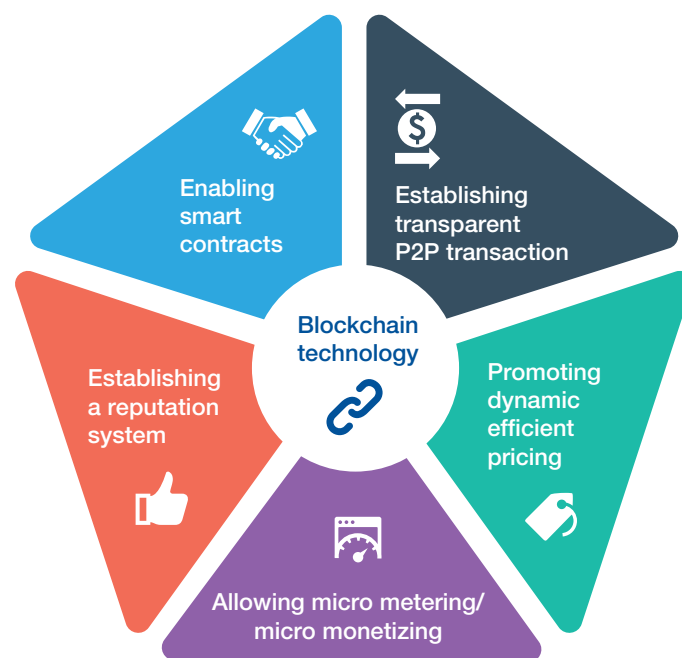 Enabling
smart
contracts
$
Establishing
transparent
P2P transaction
Blockchain
technology
Establishing
a reputation
system
Promoting
dynamic
efficient
pricing
Allowing micro metering/
micro monetizing